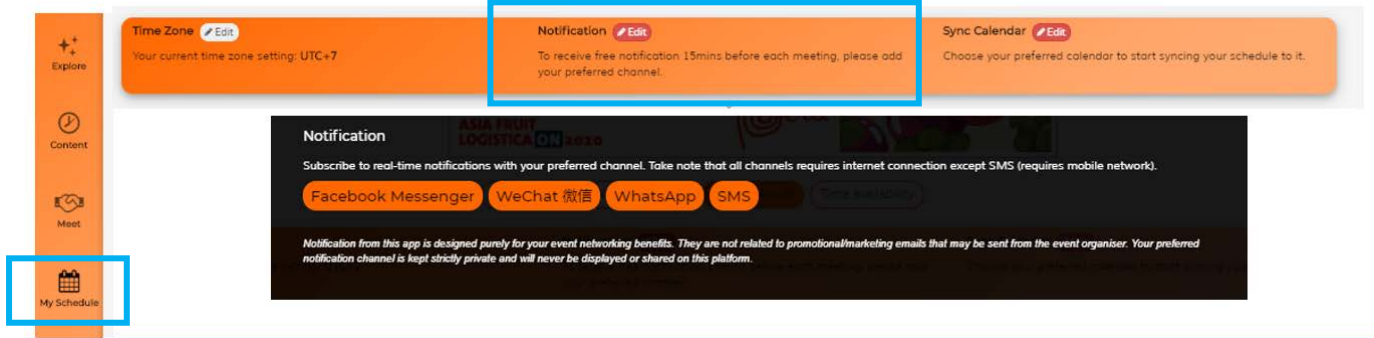 Explore
Content
Meet
My Schedule
Time Zone Edit
Your current time zone setting: UTC+7
Notification Edit
To receive free notification 15mins before each meeting, please add
your preferred channel.
Sync Calendar Edit
Choose your preferred calendar to start syncing your schedule to it.
ASIA FRUIT
LOGISTICA ON 2020
Notification
Subscribe to real-time notifications with your preferred channel. Take note that all channels requires internet connection except SMS (requires mobile network).
Facebook Messenger WeChat 微信 WhatsApp SMS
Time availability
Notification from this app is designed purely for your event networking benefits. They are not related to promotional/marketing emails that may be sent from the event organiser. Your preferred
notification channel is kept strictly private and will never be displayed or shared on this platform.